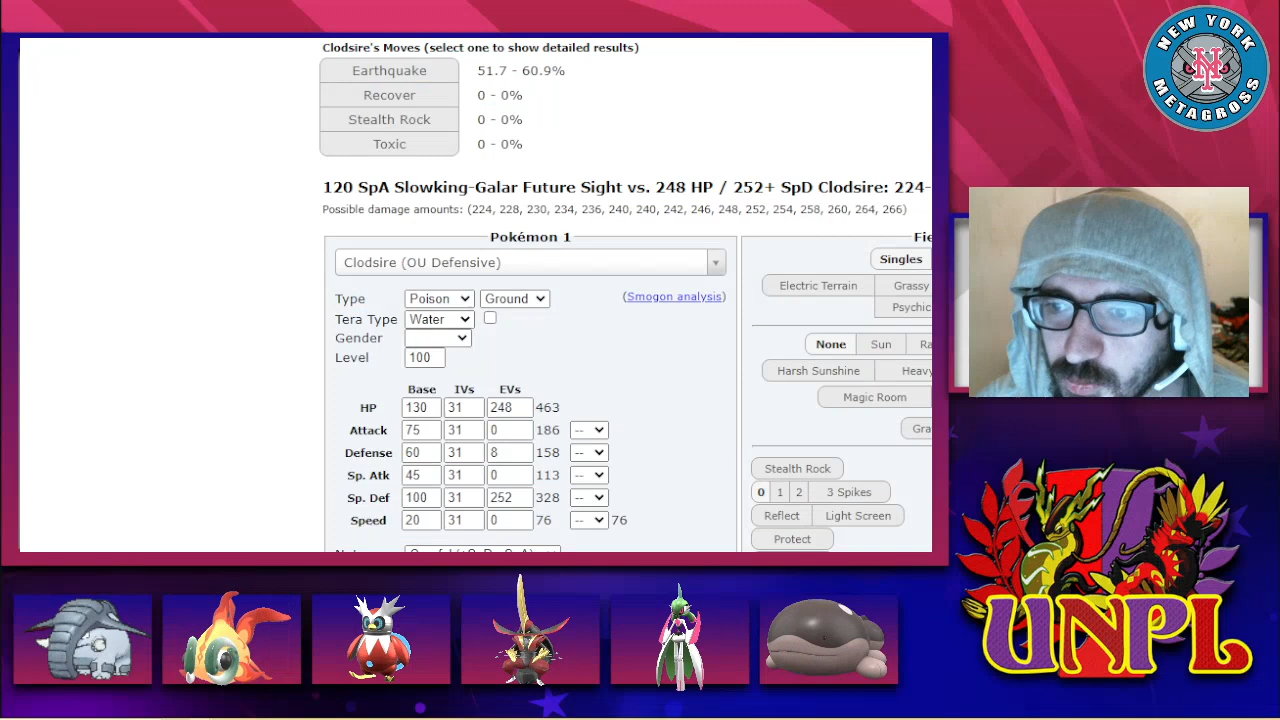 Clodsire's Moves (select one to show detailed results)
Earthquake 51.7 - 60.9%
Recover 0 - 0%
Stealth Rock 0 - 0%
Toxic 0 - 0%
120 SpA Slowking-Galar Future Sight vs. 248 HP / 252+ SpD Clodsire: 224-
Possible damage amounts: (224, 228, 230, 234, 236, 240, 240, 242, 246, 248, 252, 254, 258, 260, 264, 266)
Pokémon 1
Clodsire (OU Defensive)
Type Poison Ground (Smogon analysis)
Tera Type Water
Gender
Level 100
Base IVs EVs
HP 130 31 248 463
Attack 75 31 0 186 --
Defense 60 31 8 158 --
Sp. Atk 45 31 0 113 --
Sp. Def 100 31 252 328 --
Speed 20 31 0 76 -- 76
Fie
Singles
Electric Terrain Grassy
Psychic
None Sun Ra
Harsh Sunshine Heavy
Magic Room
Gra
Stealth Rock
0 1 2 3 Spikes
Reflect Light Screen
Protect
NEW YORK
NY
METAGROSS
UNPL